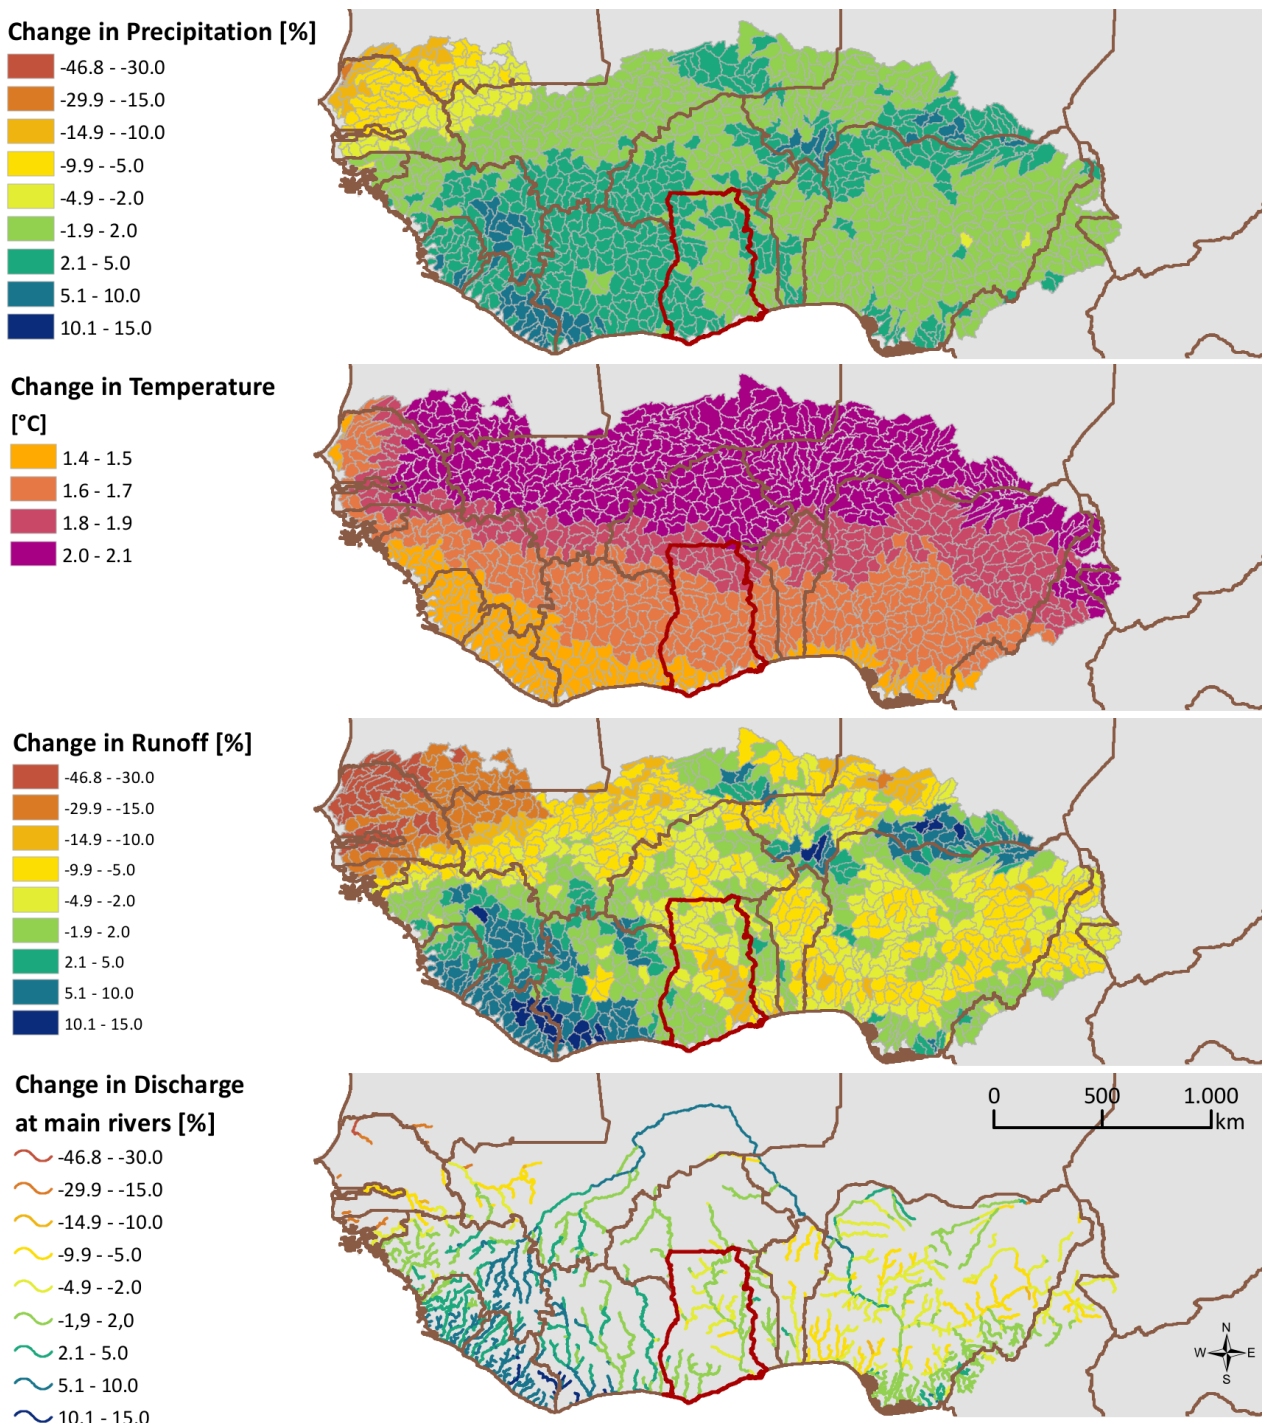 Change in Precipitation [%]
-46.8 - -30.0
-29.9 - -15.0
-14.9 - -10.0
-9.9 - -5.0
-4.9 - -2.0
-1.9 - 2.0
2.1 - 5.0
5.1 - 10.0
10.1 - 15.0
Change in Temperature
[°C]
1.4 - 1.5
1.6 - 1.7
1.8 - 1.9
2.0 - 2.1
Change in Runoff [%]
-46.8 - -30.0
-29.9 - -15.0
-14.9 - -10.0
-9.9 - -5.0
-4.9 - -2.0
-1.9 - 2.0
2.1 - 5.0
5.1 - 10.0
10.1 - 15.0
Change in Discharge
at main rivers [%]
-46.8 - -30.0
-29.9 - -15.0
-14.9 - -10.0
-9.9 - -5.0
-4.9 - -2.0
-1,9 - 2,0
2.1 - 5.0
5.1 - 10.0
10.1 - 15.0
0 500 1.000
km
N
W E
S